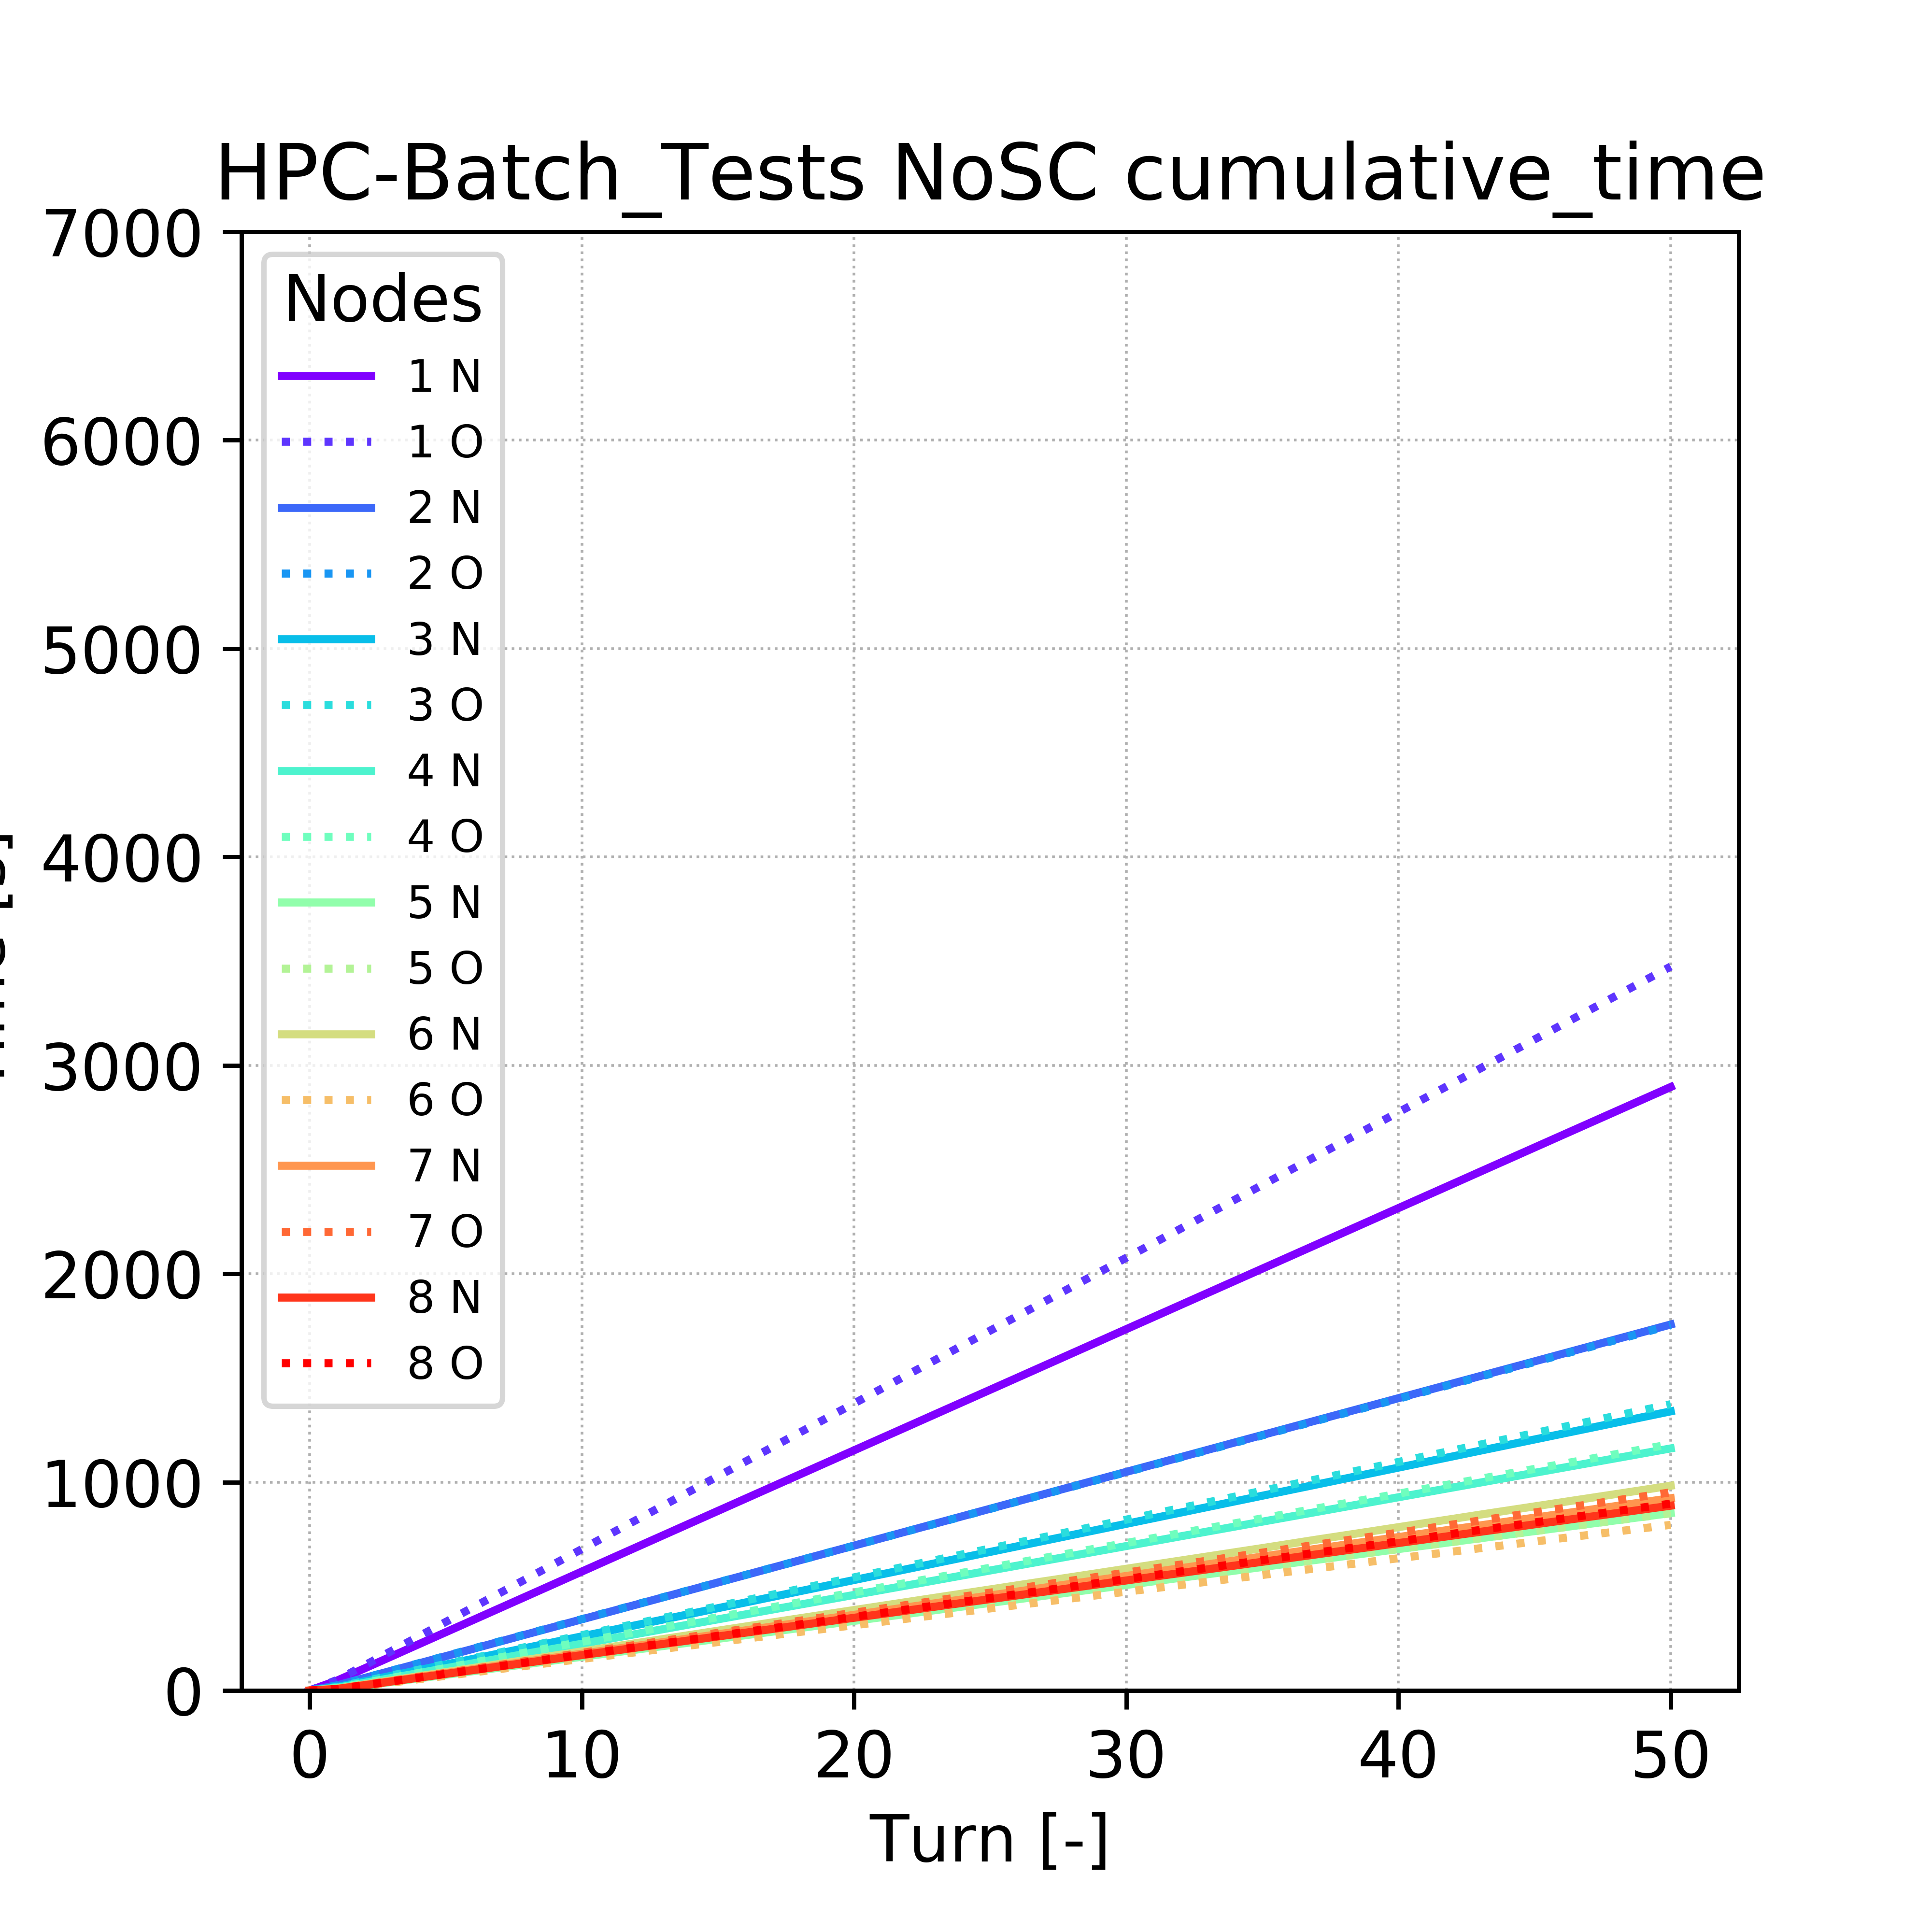 HPC-Batch_Tests NoSC cumulative_time
7000
6000
5000
4000
3000
2000
1000
0
Nodes
1 N
1 O
2 N
2 O
3 N
3 O
4 N
4 O
5 N
5 O
6 N
6 O
7 N
7 O
8 N
8 O
0 10 20 30 40 50
Turn [-]